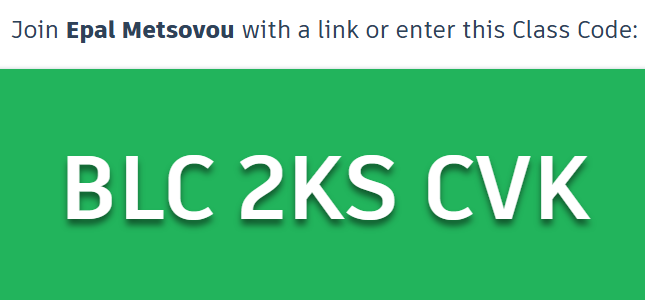 Join Epal Metsovou with a link or enter this Class Code:
BLC 2KS CVK